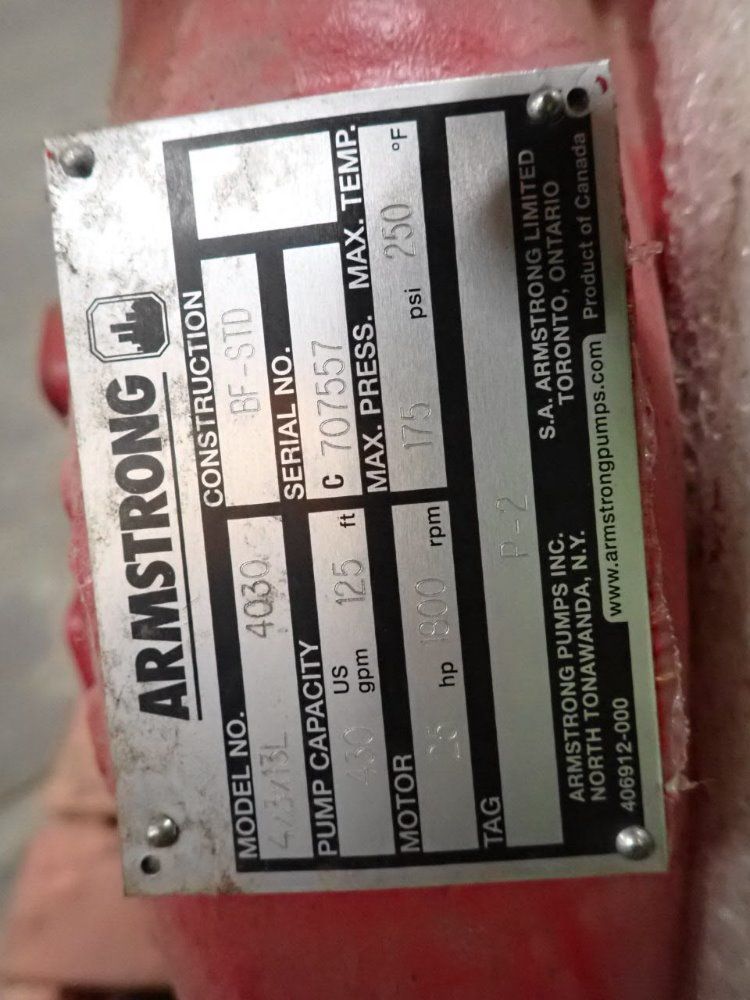 ARMSTRONG
MODEL NO. CONSTRUCTION
4x3x13L 4030 BF-STD
PUMP CAPACITY SERIAL NO.
430 US gpm 125 ft C 707557
MOTOR MAX. PRESS. MAX. TEMP.
25 hp 1800 rpm 175 psi 250 °F
TAG
P-2
ARMSTRONG PUMPS INC.
NORTH TONAWANDA, N.Y.
S.A. ARMSTRONG LIMITED
TORONTO, ONTARIO
406912-000 www.armstrongpumps.com Product of Canada